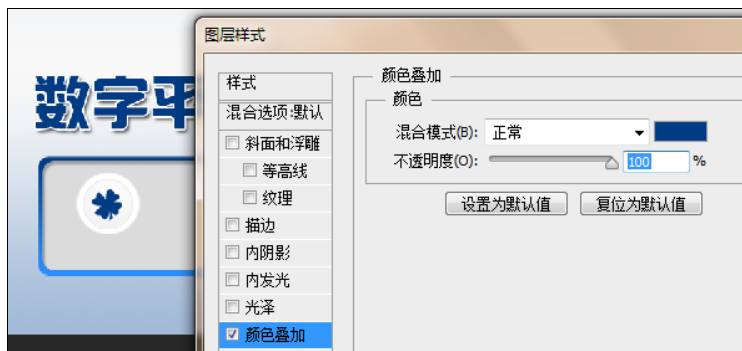 图层样式
数字平
样式
混合选项:默认
斜面和浮雕
等高线
纹理
描边
内阴影
内发光
光泽
颜色叠加
颜色叠加
颜色
混合模式(B): 正常
不透明度(O): 100 %
设置为默认值 复位为默认值